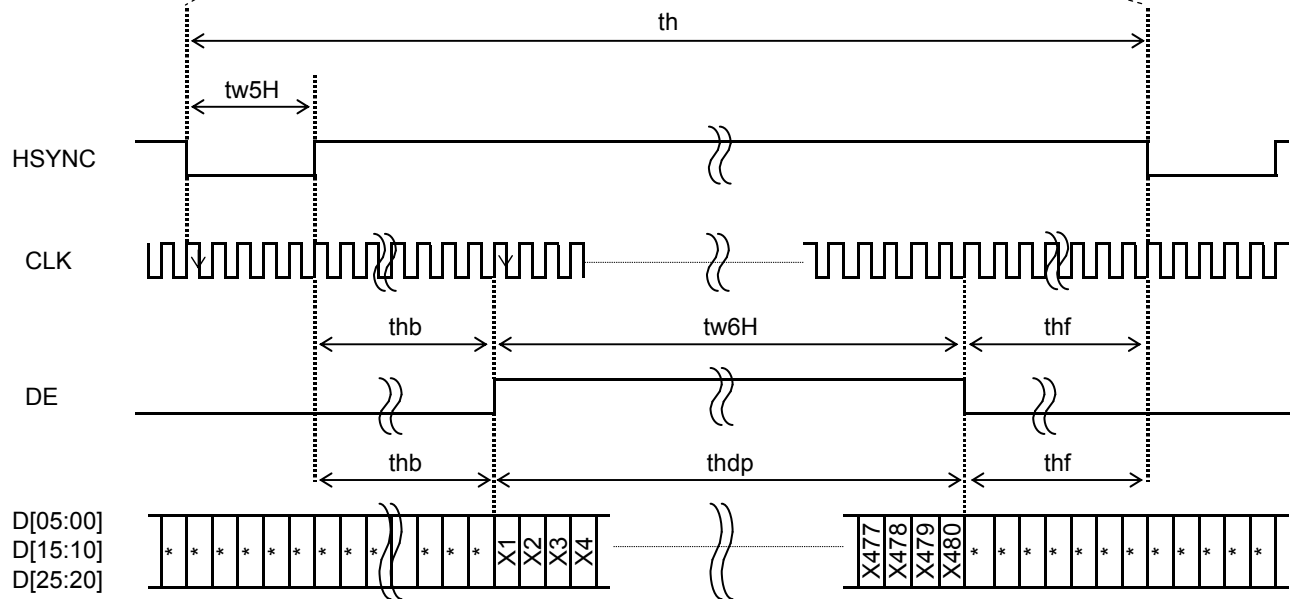 th
tw5H
HSYNC
CLK
thb tw6H thf
DE
thb thdp thf
D[05:00]
D[15:10]
D[25:20]
* * * * * * * * * * * * X1 X2 X3 X4 X477 X478 X479 X480 * * * * * * * * * * * *